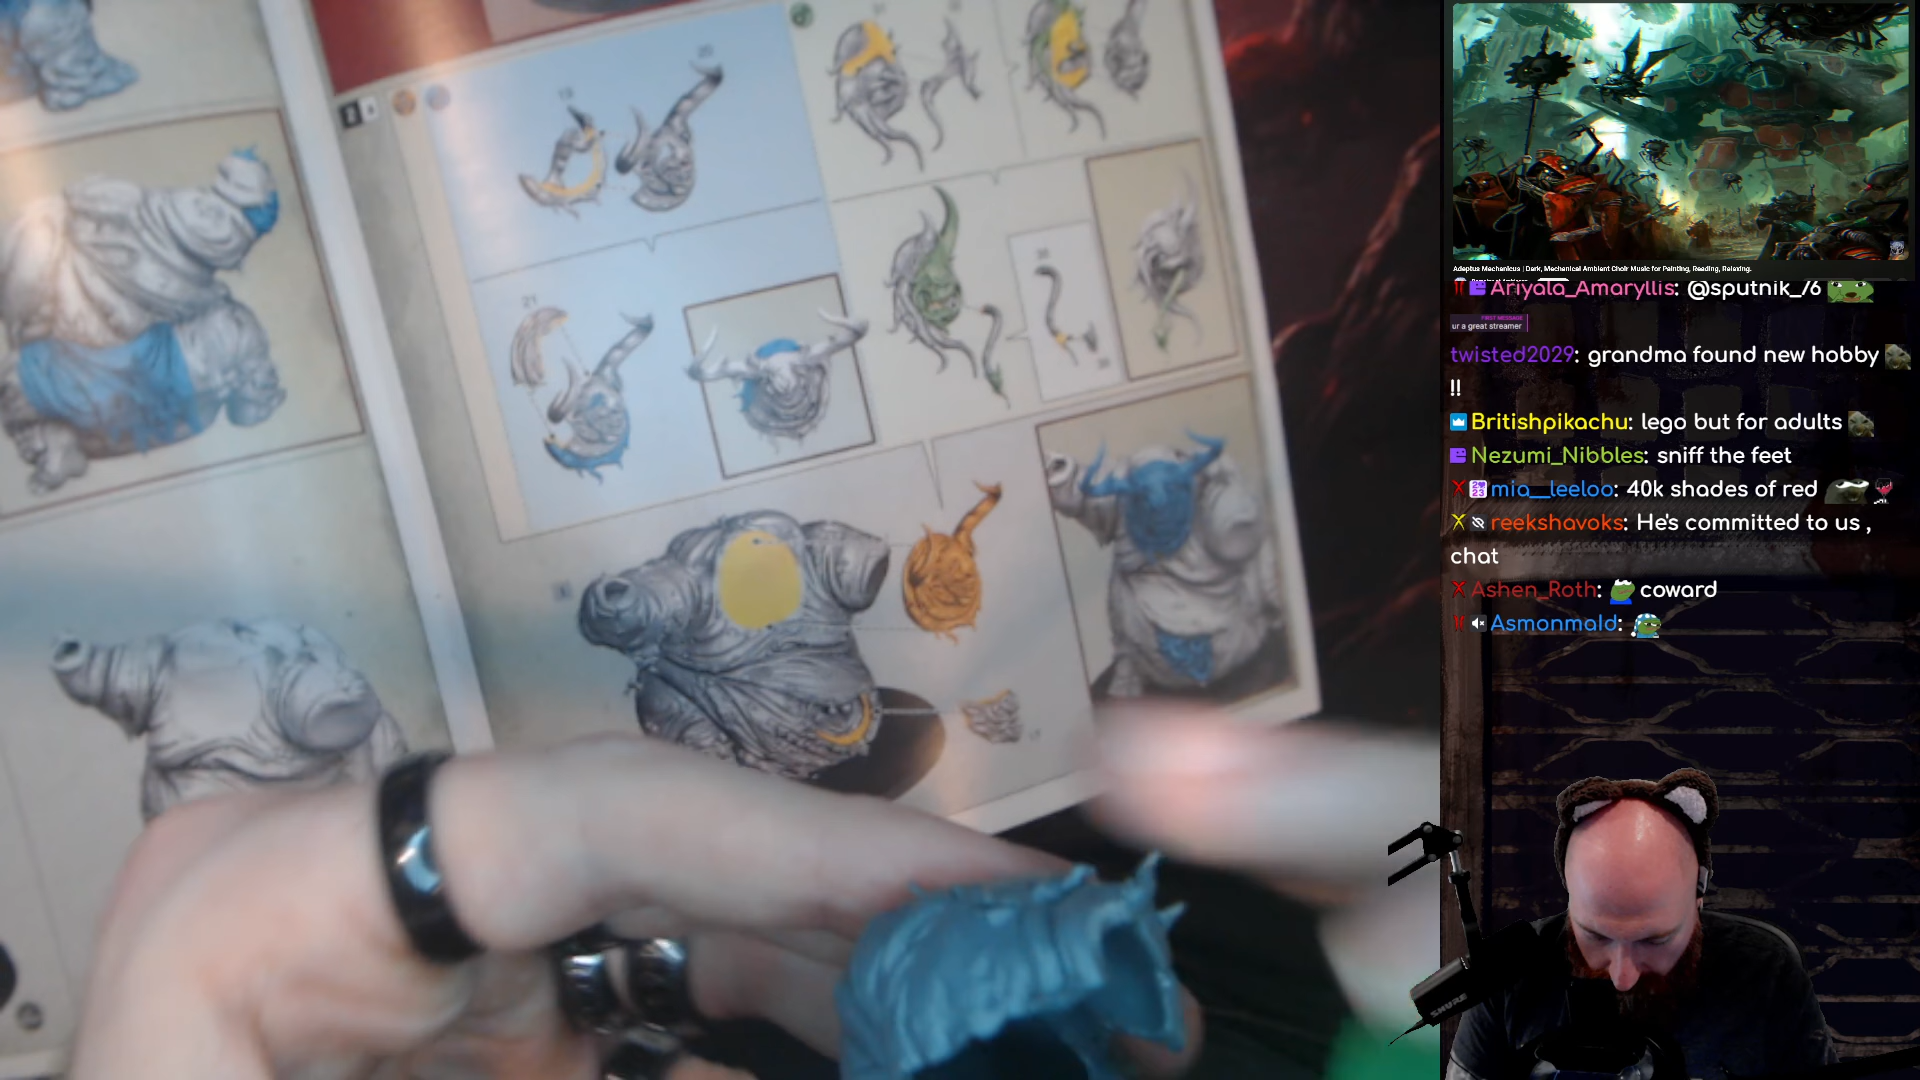 Adeptus Mechanicus | Dark, Mechanical Ambient Choir Music for Painting, Reading, Relaxing.
Ariyala_Amaryllis: @sputnik_76
FIRST MESSAGE
ur a great streamer
twisted2029: grandma found new hobby
!!
Britishpikachu: lego but for adults
Nezumi_Nibbles: sniff the feet
mia__leeloo: 40k shades of red
reekshavoks: He's committed to us ,
chat
Ashen_Roth: coward
Asmonmald:
21
SHURE